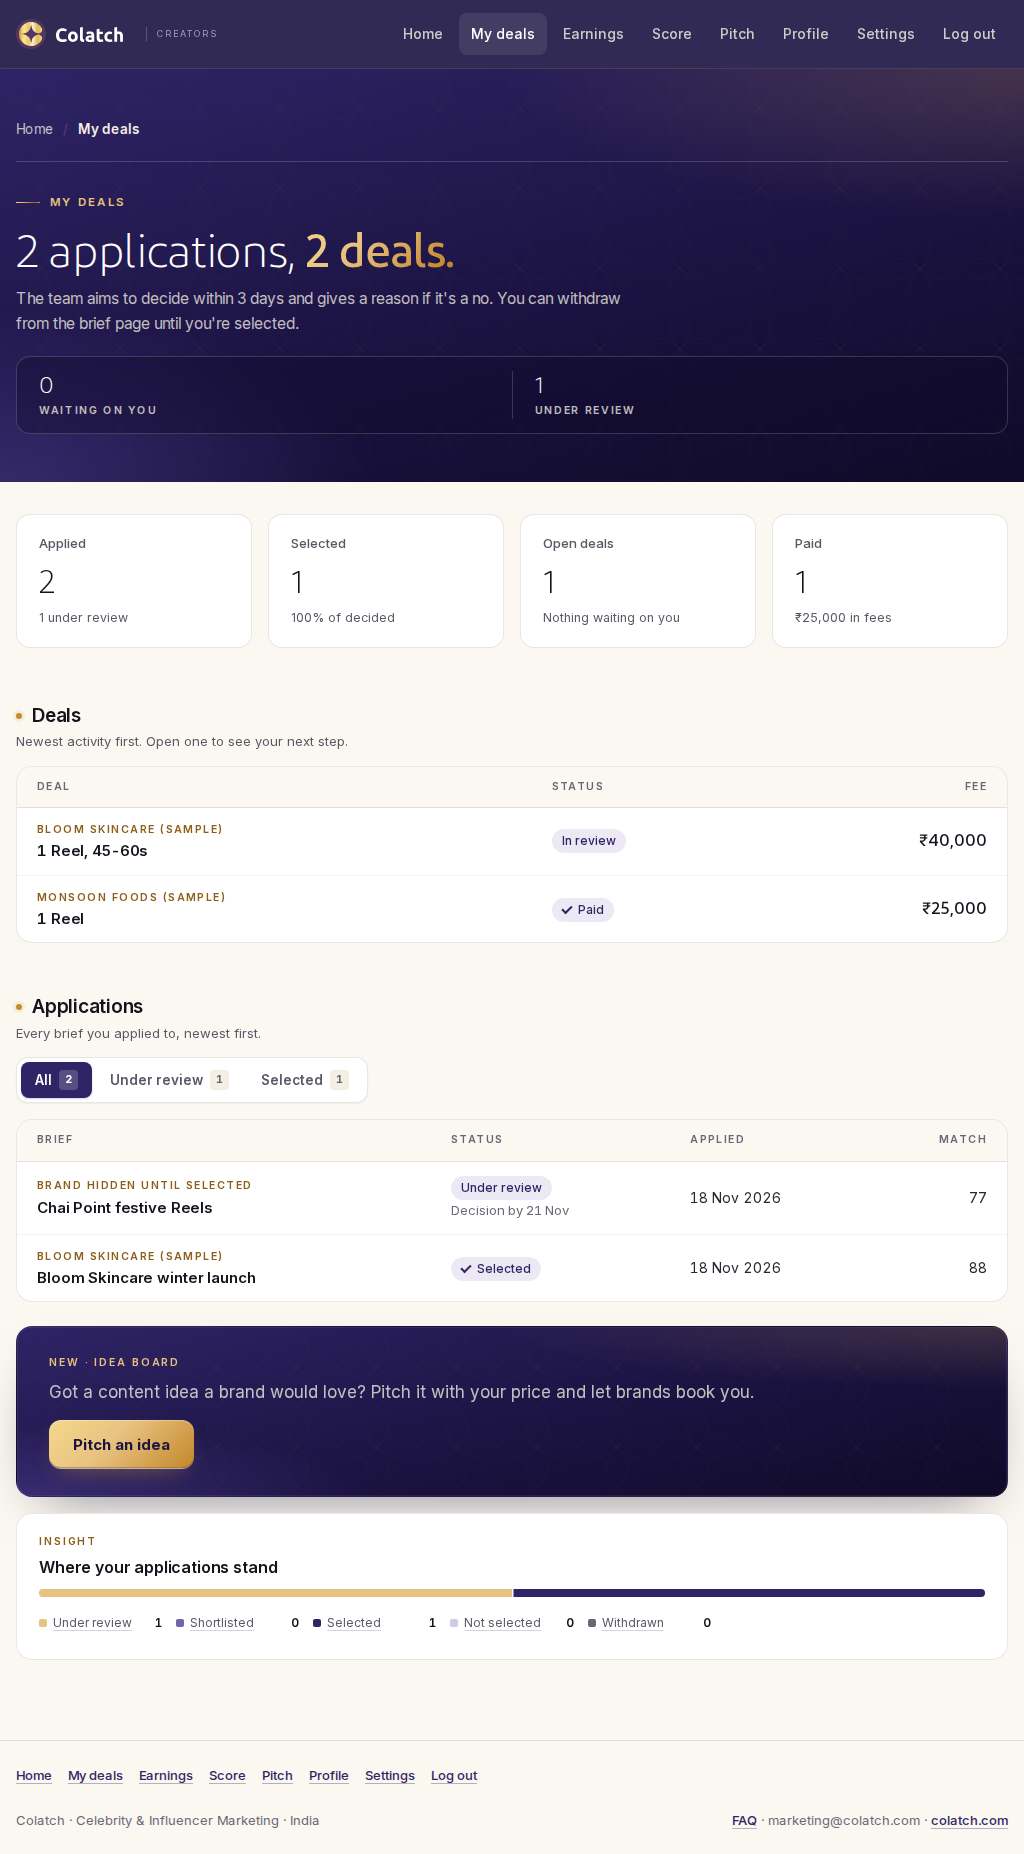 Colatch
CREATORS
Home My deals Earnings Score Pitch Profile Settings Log out
Home / My deals
MY DEALS
2 applications, 2 deals.
The team aims to decide within 3 days and gives a reason if it's a no. You can withdraw
from the brief page until you're selected.
0 1
WAITING ON YOU UNDER REVIEW
Applied Selected Open deals Paid
2 1 1 1
1 under review 100% of decided Nothing waiting on you ₹25,000 in fees
Deals
Newest activity first. Open one to see your next step.
DEAL STATUS FEE
BLOOM SKINCARE (SAMPLE)
1 Reel, 45-60s In review ₹40,000
MONSOON FOODS (SAMPLE)
1 Reel Paid ₹25,000
Applications
Every brief you applied to, newest first.
All 2 Under review 1 Selected 1
BRIEF STATUS APPLIED MATCH
BRAND HIDDEN UNTIL SELECTED
Chai Point festive Reels Under review 18 Nov 2026 77
Decision by 21 Nov
BLOOM SKINCARE (SAMPLE)
Bloom Skincare winter launch Selected 18 Nov 2026 88
NEW · IDEA BOARD
Got a content idea a brand would love? Pitch it with your price and let brands book you.
Pitch an idea
INSIGHT
Where your applications stand
Under review 1 Shortlisted 0 Selected 1 Not selected 0 Withdrawn 0
Home My deals Earnings Score Pitch Profile Settings Log out
Colatch · Celebrity & Influencer Marketing · India
FAQ · marketing@colatch.com · colatch.com